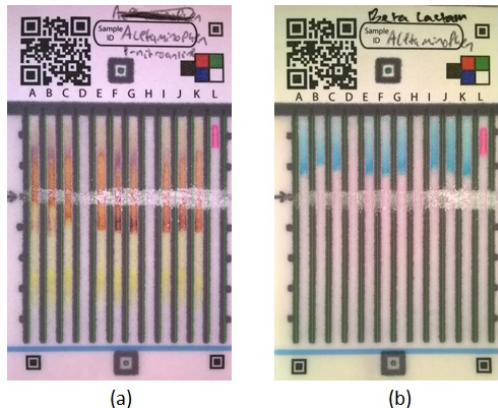 Sample ID Acetaminophen
A B C D E F G H I J K L
Beta Lactam
Sample ID Acetaminophen
A B C D E F G H I J K L
(a)
(b)